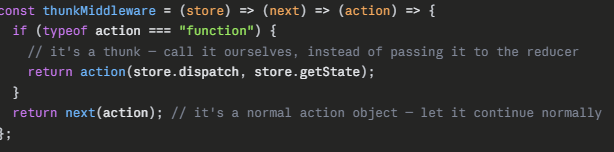 const thunkMiddleware = (store) => (next) => (action) => {
  if (typeof action === "function") {
    // it's a thunk — call it ourselves, instead of passing it to the reducer
    return action(store.dispatch, store.getState);
  }
  return next(action); // it's a normal action object — let it continue normally
};